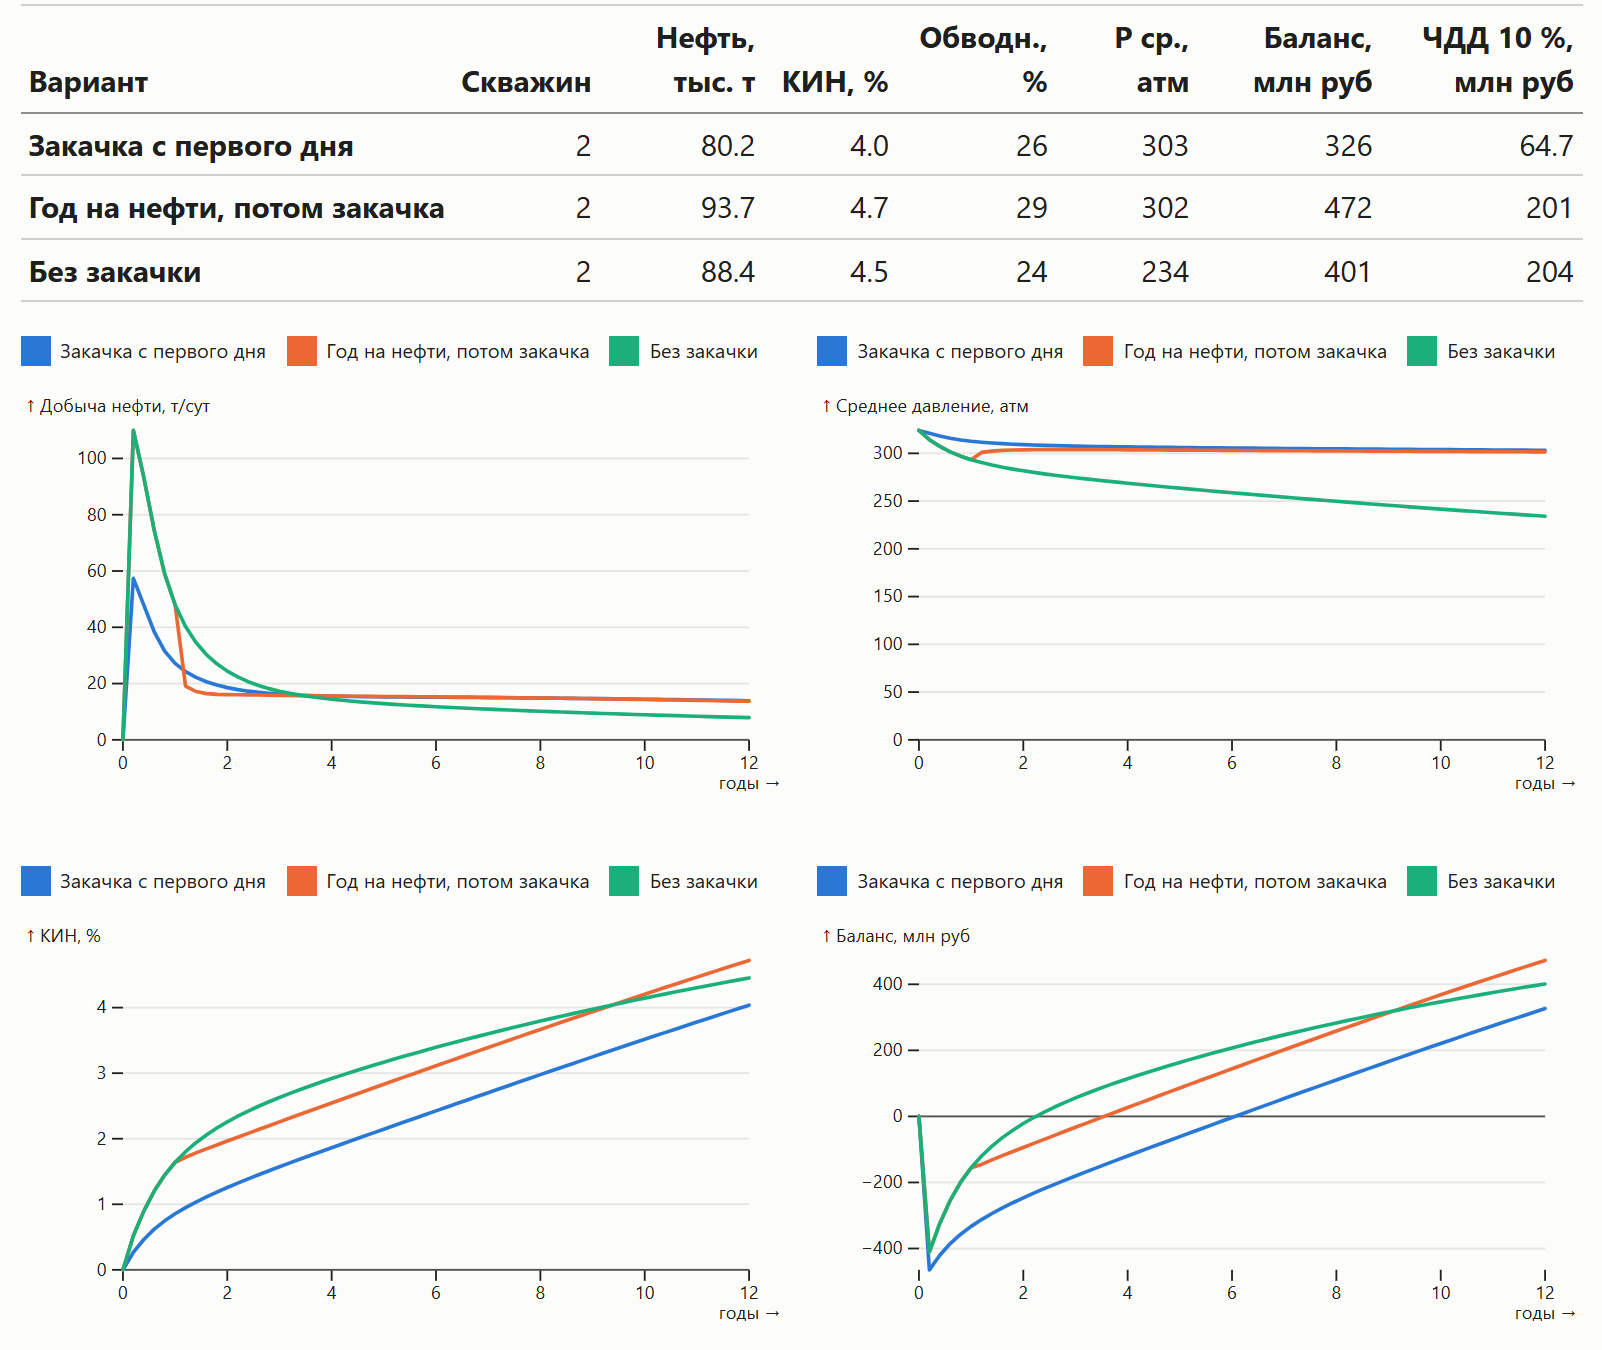 Вариант Скважин Нефть, тыс. т КИН, % Обводн., % P ср., атм Баланс, млн руб ЧДД 10 %, млн руб
Закачка с первого дня 2 80.2 4.0 26 303 326 64.7
Год на нефти, потом закачка 2 93.7 4.7 29 302 472 201
Без закачки 2 88.4 4.5 24 234 401 204
Закачка с первого дня Год на нефти, потом закачка Без закачки
↑ Добыча нефти, т/сут
100
80
60
40
20
0
0 2 4 6 8 10 12
годы →
Закачка с первого дня Год на нефти, потом закачка Без закачки
↑ Среднее давление, атм
300
250
200
150
100
50
0
0 2 4 6 8 10 12
годы →
Закачка с первого дня Год на нефти, потом закачка Без закачки
↑ КИН, %
4
3
2
1
0
0 2 4 6 8 10 12
годы →
Закачка с первого дня Год на нефти, потом закачка Без закачки
↑ Баланс, млн руб
400
200
0
−200
−400
0 2 4 6 8 10 12
годы →